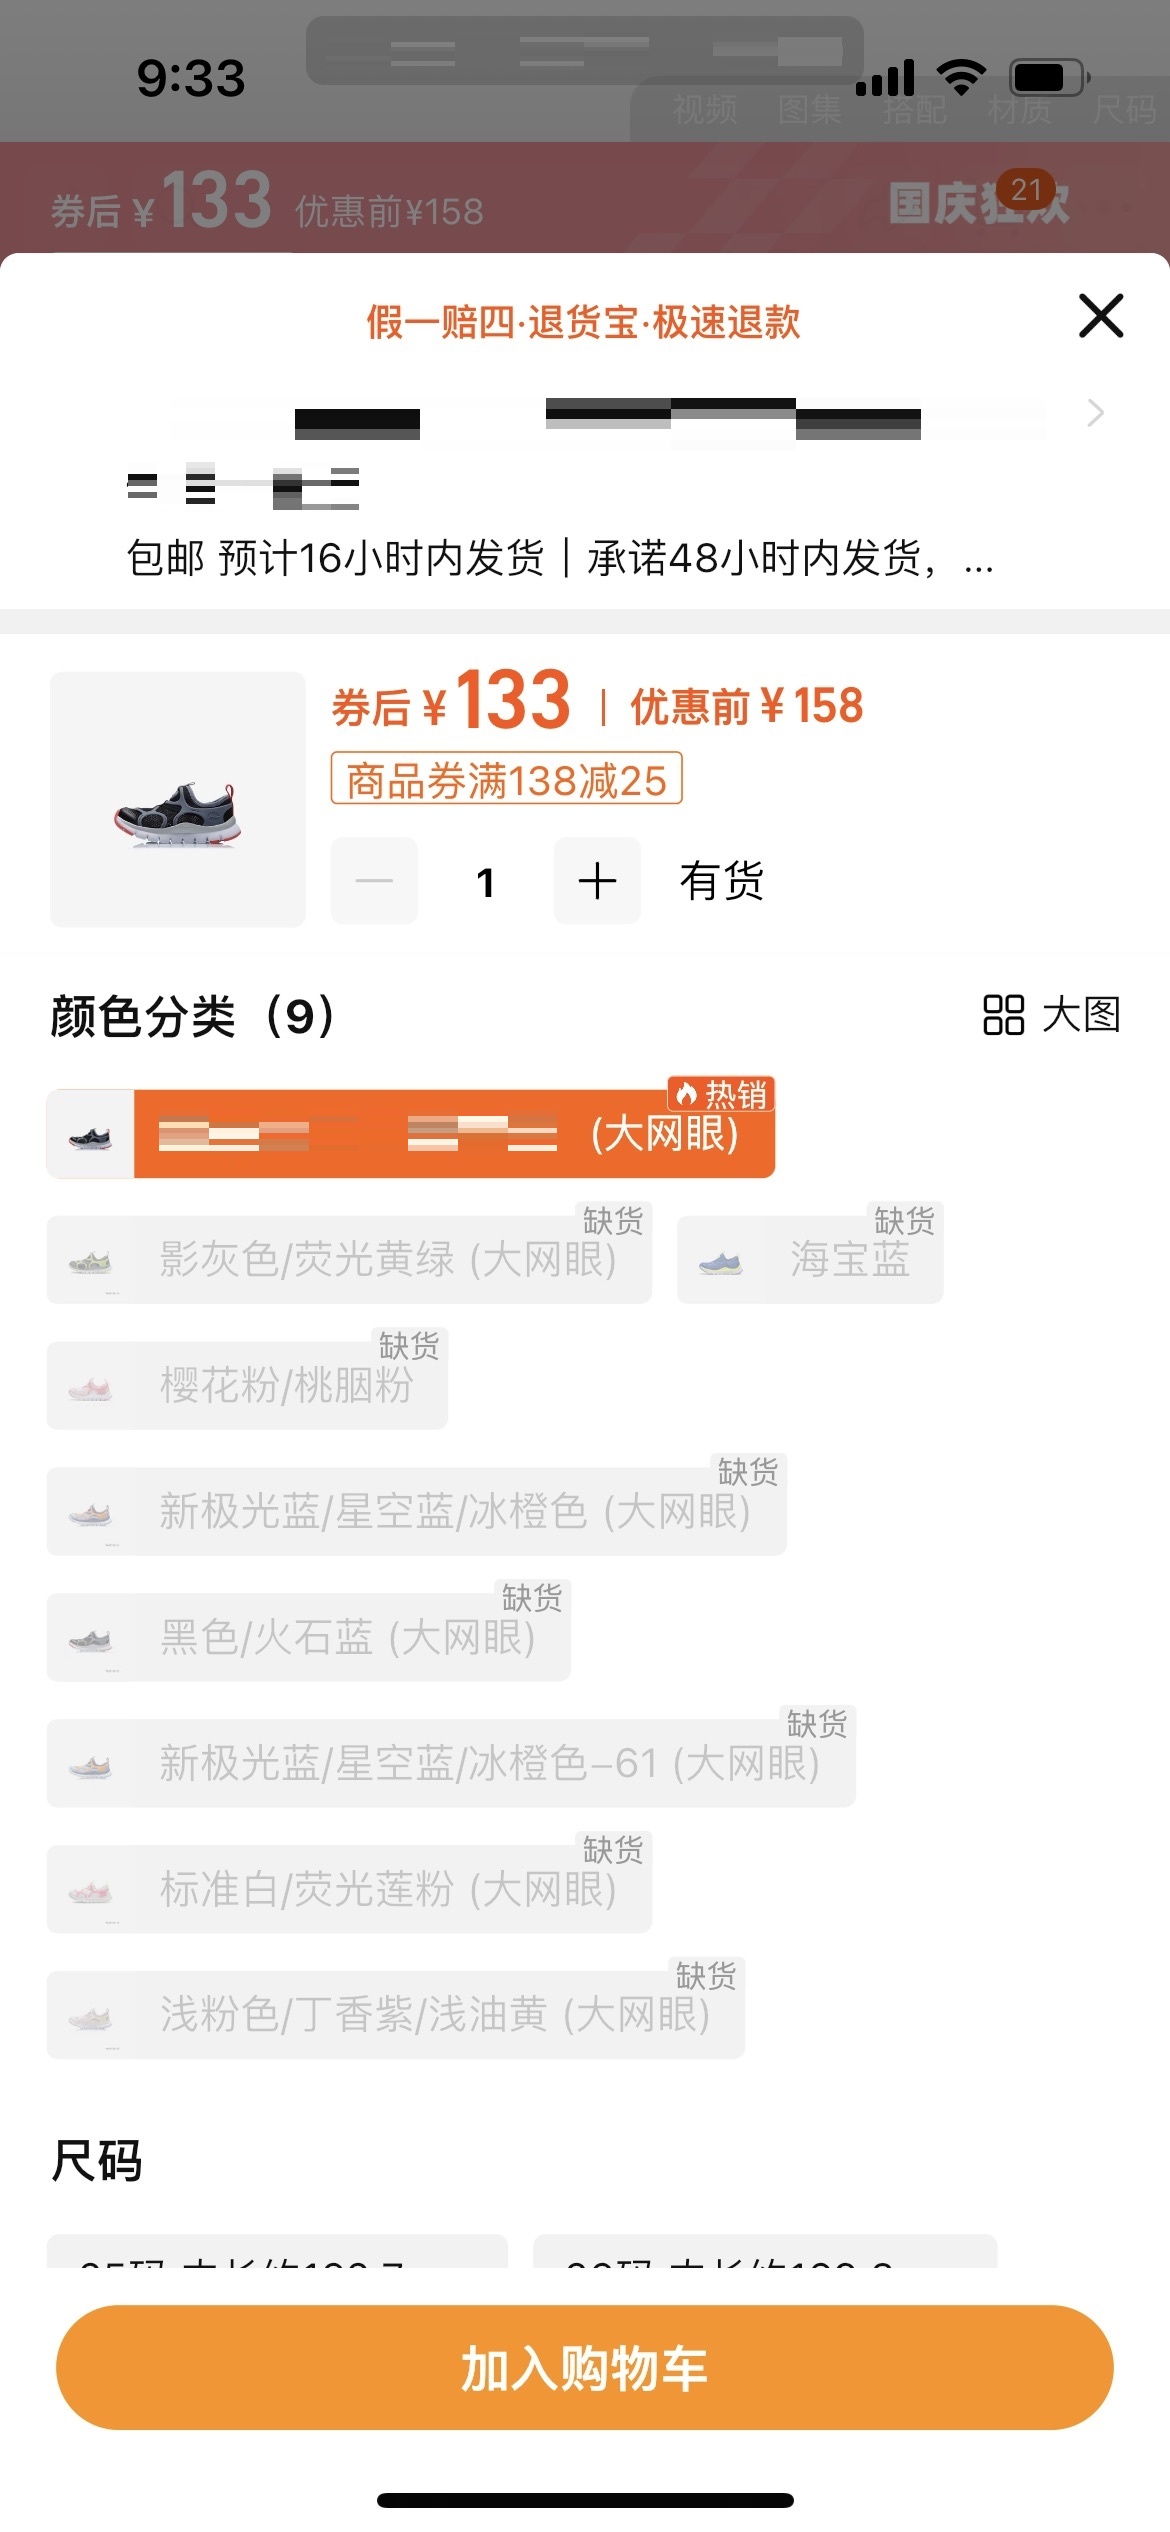 9:33
视频 图集 搭配 材质 尺码
券后 ¥133 优惠前¥158
国庆狂欢
21
假一赔四·退货宝·极速退款
包邮 预计16小时内发货｜承诺48小时内发货，...
券后 ¥133 | 优惠前 ¥158
商品券满138减25
1 有货
颜色分类（9）
大图
热销
(大网眼)
缺货
影灰色/荧光黄绿 (大网眼)
缺货
海宝蓝
缺货
樱花粉/桃胭粉
缺货
新极光蓝/星空蓝/冰橙色 (大网眼)
缺货
黑色/火石蓝 (大网眼)
缺货
新极光蓝/星空蓝/冰橙色-61 (大网眼)
缺货
标准白/荧光莲粉 (大网眼)
缺货
浅粉色/丁香紫/浅油黄 (大网眼)
尺码
加入购物车